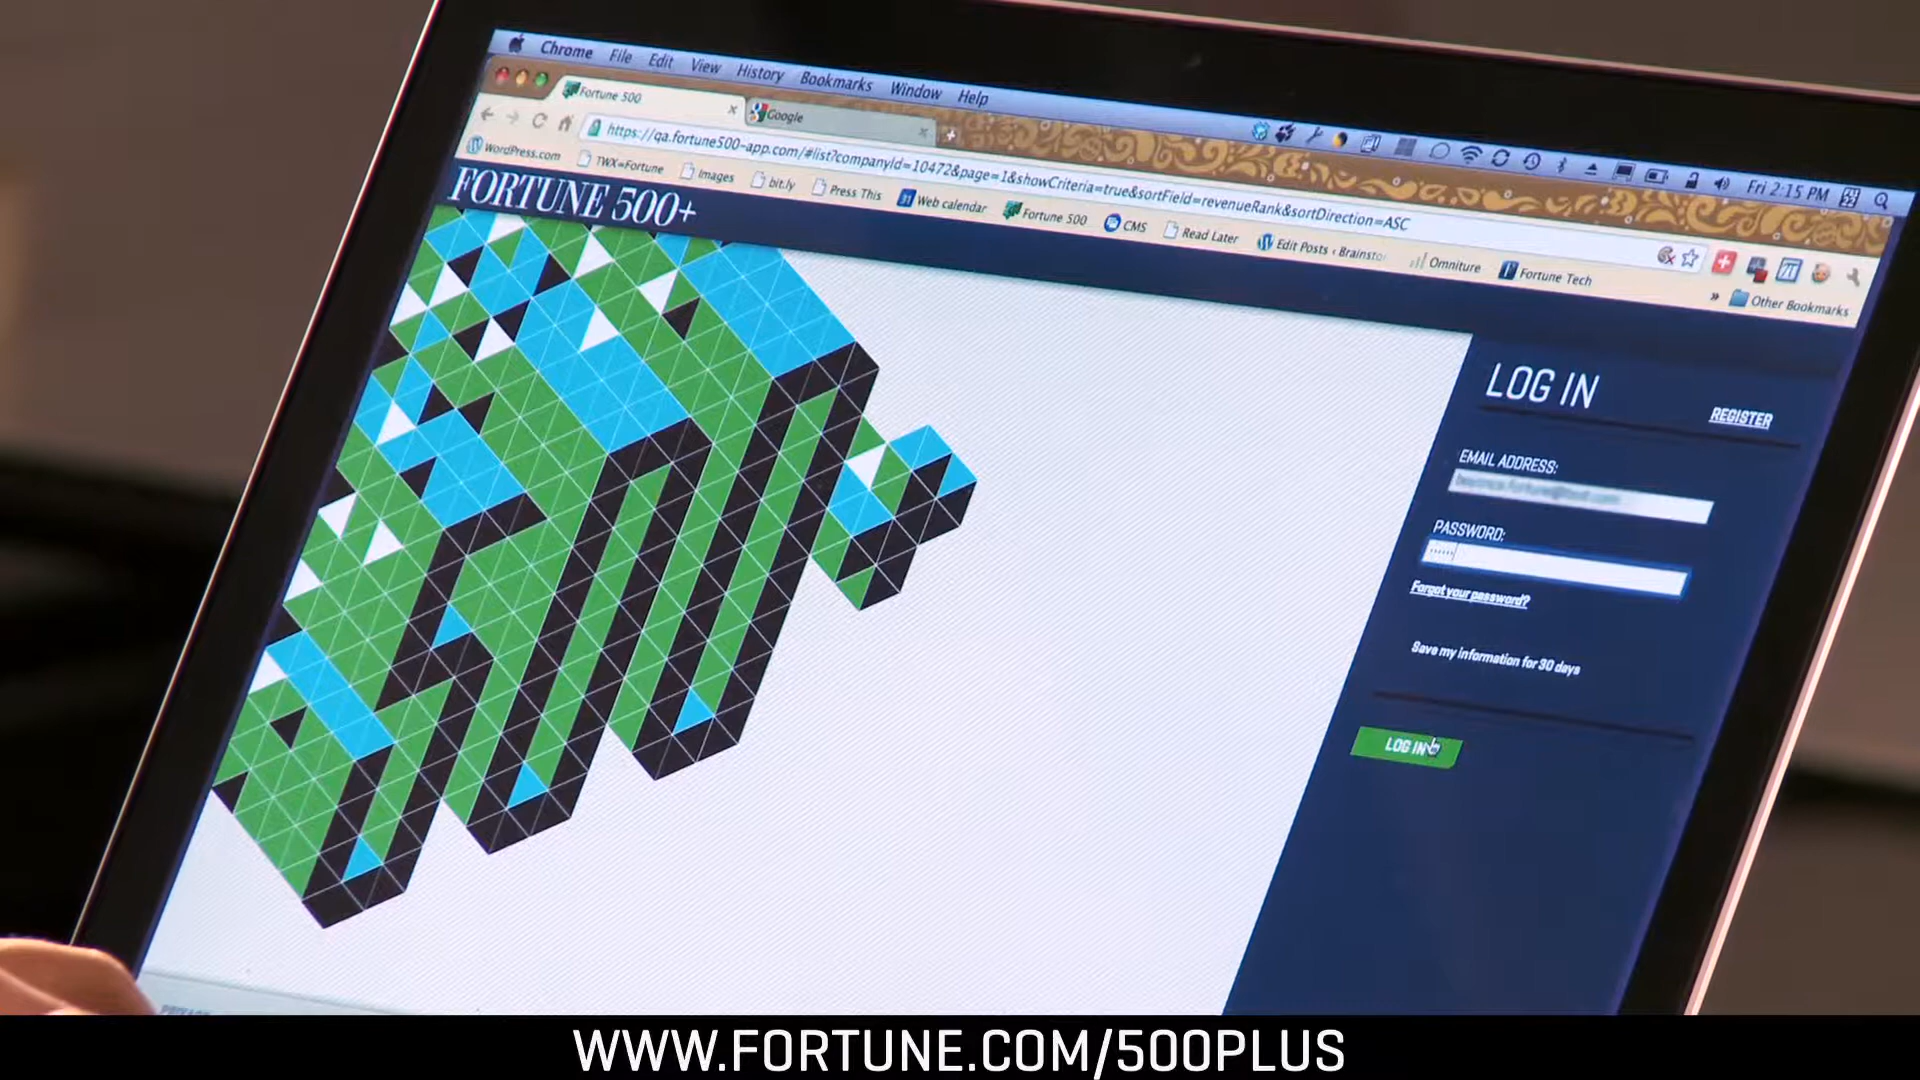 Chrome File Edit View History Bookmarks Window Help
Fri 2:15 PM
Fortune 500
Google
https://qa.fortune500-app.com/#list?companyId=10472&page=1&showCriteria=true&sortField=revenueRank&sortDirection=ASC
WordPress.com TWX=Fortune Images bit.ly Press This Web calendar Fortune 500 CMS Read Later Edit Posts ‹ Brainsto Omniture Fortune Tech
» Other Bookmarks
FORTUNE 500+
LOG IN
REGISTER
EMAIL ADDRESS:
PASSWORD:
Forgot your password?
Save my information for 30 days
LOG IN
WWW.FORTUNE.COM/500PLUS